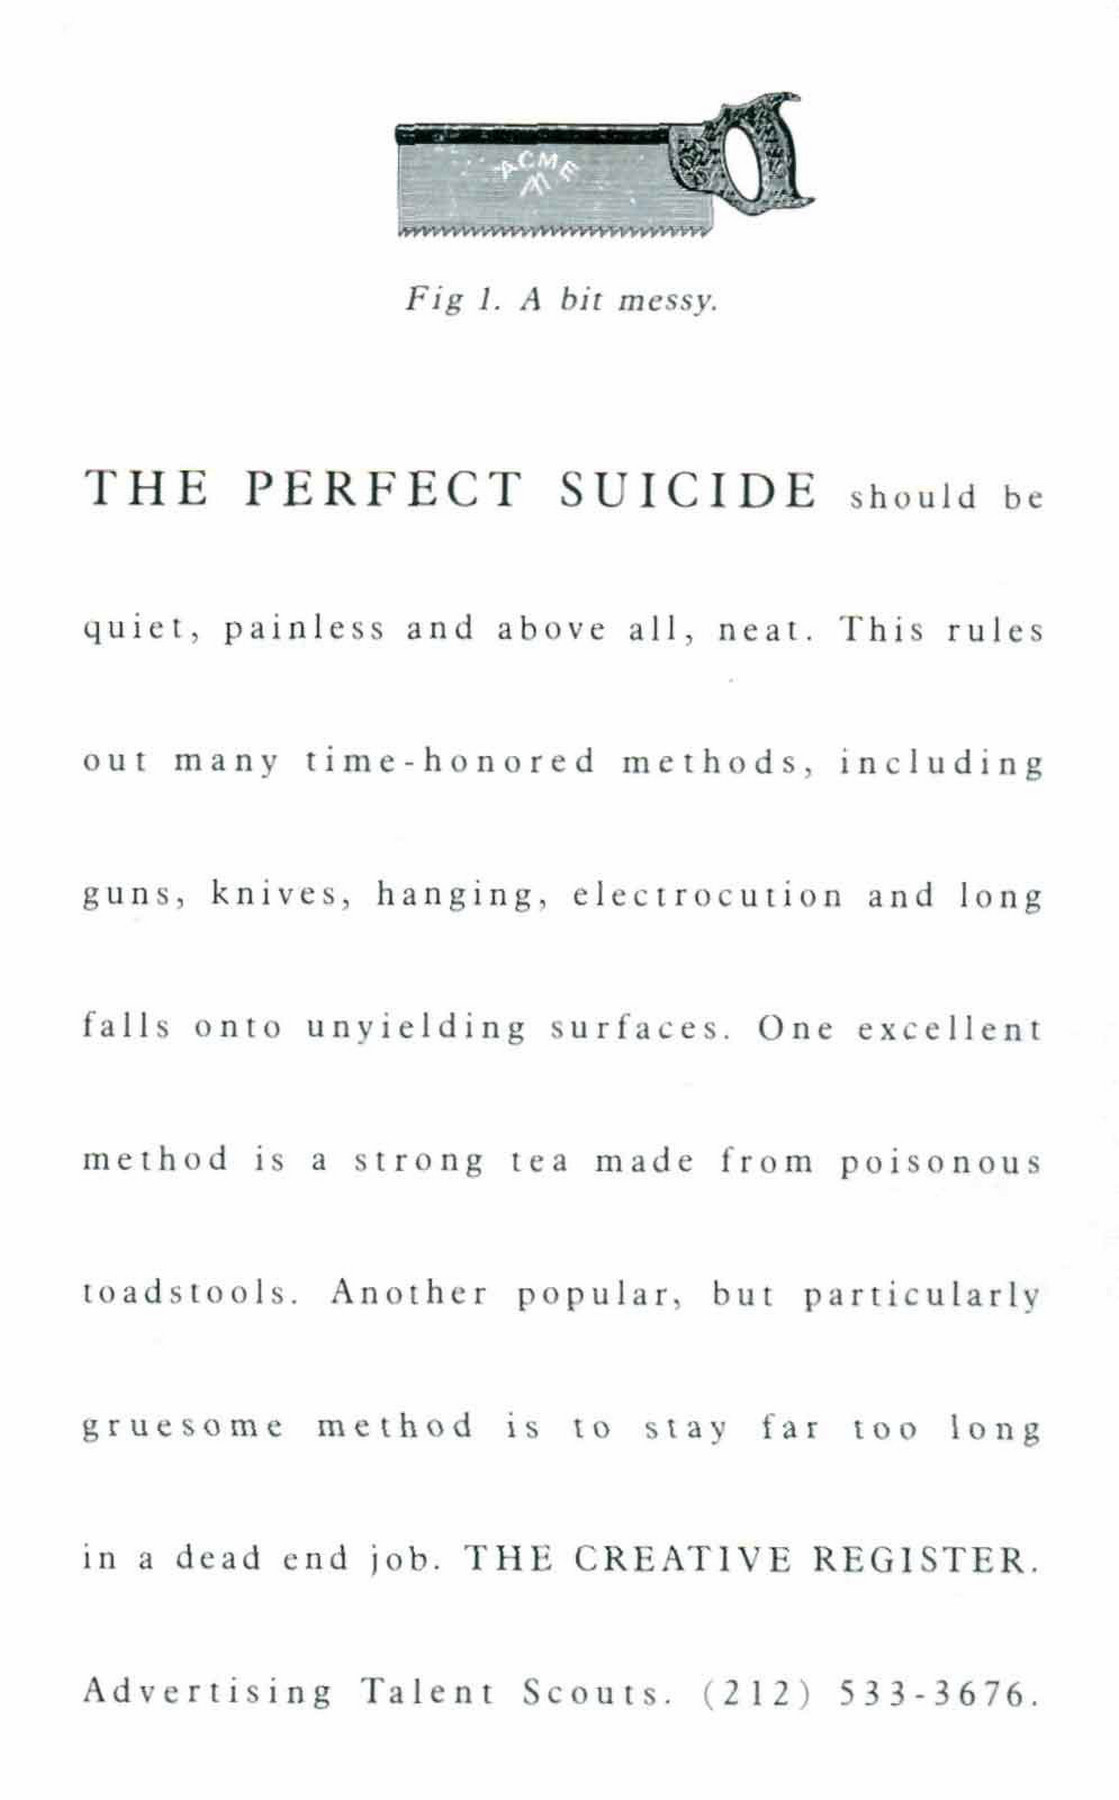 ACME
Fig 1. A bit messy.
THE PERFECT SUICIDE should be
quiet, painless and above all, neat. This rules
out many time-honored methods, including
guns, knives, hanging, electrocution and long
falls onto unyielding surfaces. One excellent
method is a strong tea made from poisonous
toadstools. Another popular, but particularly
gruesome method is to stay far too long
in a dead end job. THE CREATIVE REGISTER.
Advertising Talent Scouts. (212) 533-3676.